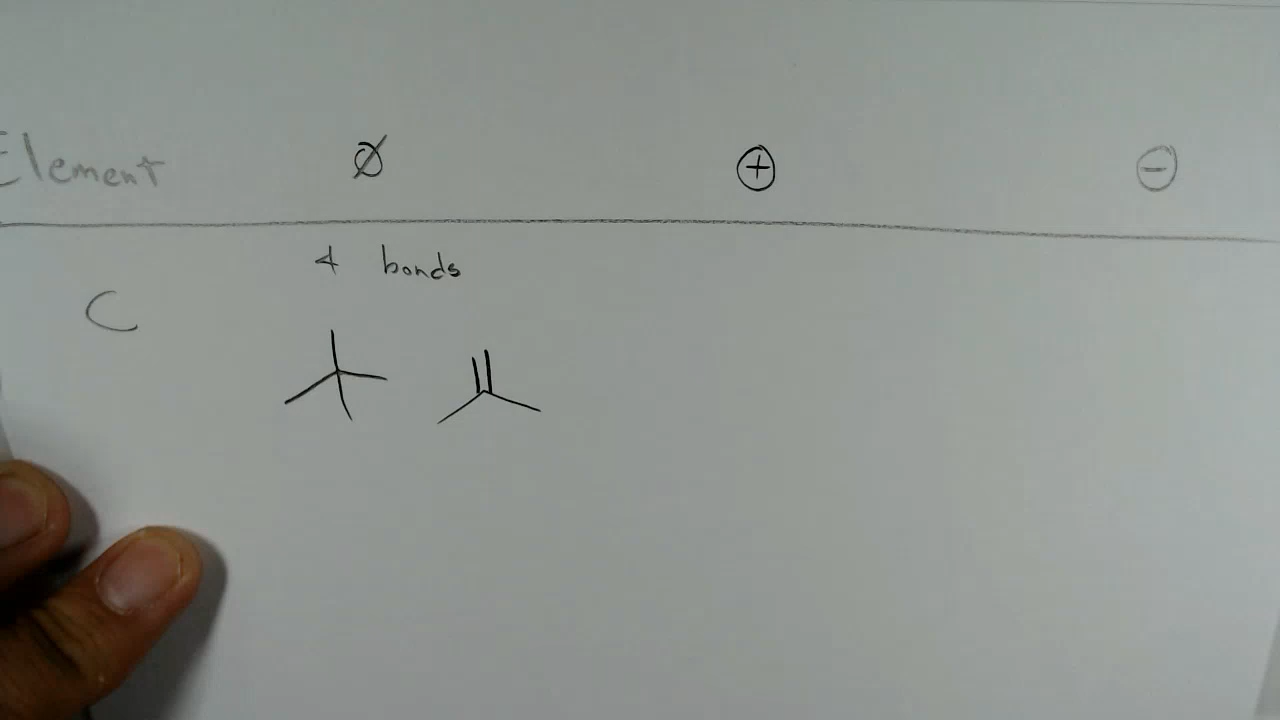 Element Ø ⊕ ⊖
4 bonds
C